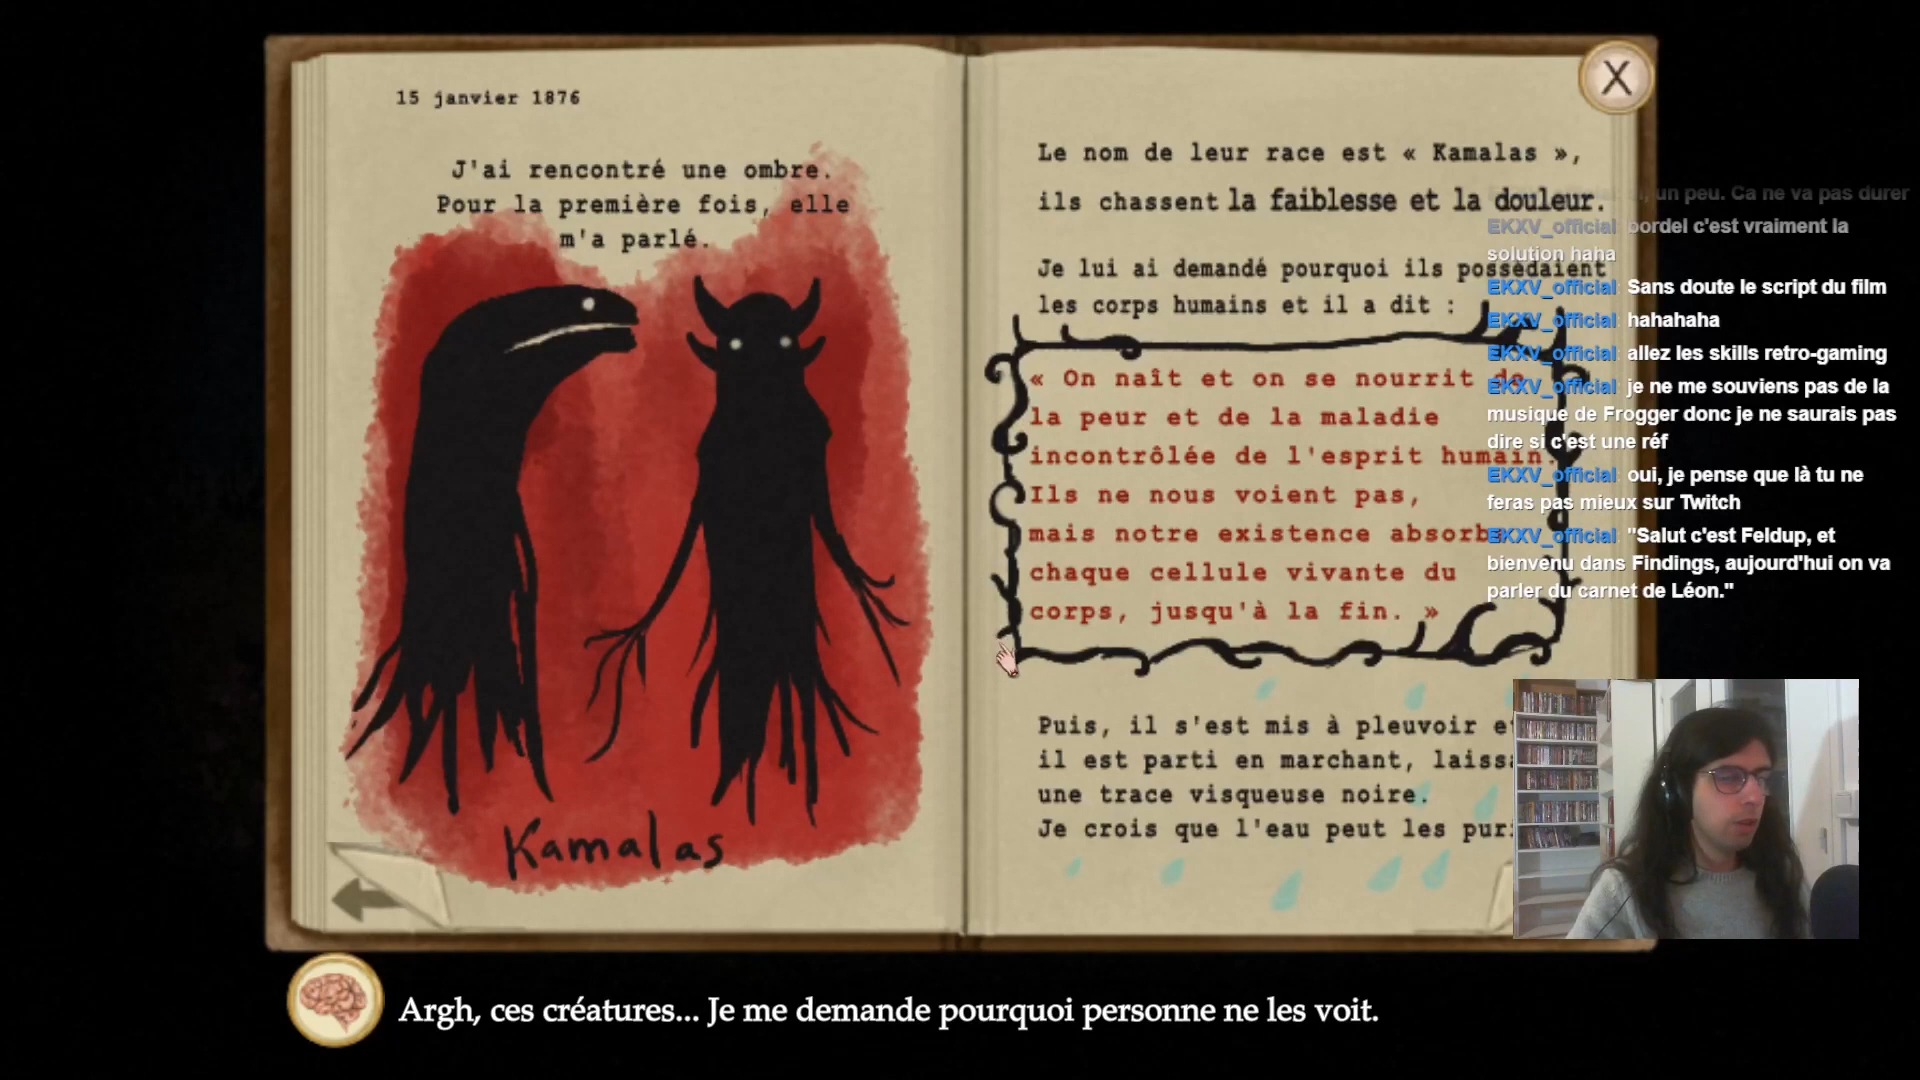 15 janvier 1876
J'ai rencontré une ombre.
Pour la première fois, elle
m'a parlé.
Kamalas
X
Le nom de leur race est « Kamalas »,
ils chassent la faiblesse et la douleur.
Je lui ai demandé pourquoi ils possédaient
les corps humains et il a dit :
« On naît et on se nourrit de
la peur et de la maladie
incontrôlée de l'esprit humain.
Ils ne nous voient pas,
mais notre existence absorbe
chaque cellule vivante du
corps, jusqu'à la fin. »
Puis, il s'est mis à pleuvoir et
il est parti en marchant,
une trace visqueuse noire.
Je crois que l'eau peut les
un peu. Ca ne va pas durer
EKXV_official bordel c'est vraiment la
solution haha
EKXV_official Sans doute le script du film
EKXV_official hahahaha
EKXV_official allez les skills retro-gaming
EKXV_official je ne me souviens pas de la
musique de Frogger donc je ne saurais pas
dire si c'est une réf
EKXV_official oui, je pense que là tu ne
feras pas mieux sur Twitch
EKXV_official "Salut c'est Feldup, et
bienvenu dans Findings, aujourd'hui on va
parler du carnet de Léon."
Argh, ces créatures... Je me demande pourquoi personne ne les voit.